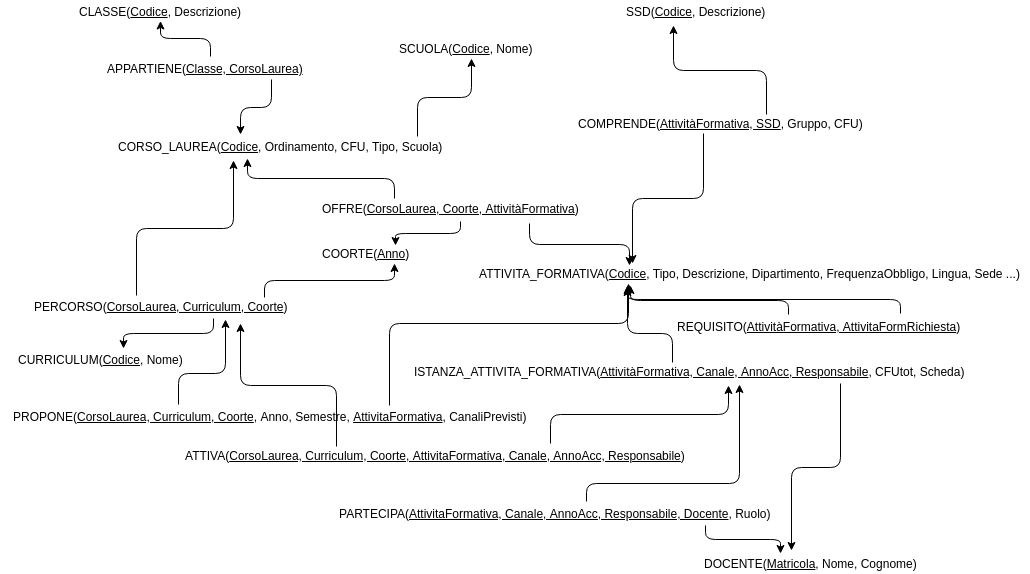 CLASSE(Codice, Descrizione)
SSD(Codice, Descrizione)
SCUOLA(Codice, Nome)
APPARTIENE(Classe, CorsoLaurea)
COMPRENDE(AttivitàFormativa, SSD, Gruppo, CFU)
CORSO_LAUREA(Codice, Ordinamento, CFU, Tipo, Scuola)
OFFRE(CorsoLaurea, Coorte, AttivitàFormativa)
COORTE(Anno)
ATTIVITA_FORMATIVA(Codice, Tipo, Descrizione, Dipartimento, FrequenzaObbligo, Lingua, Sede ...)
PERCORSO(CorsoLaurea, Curriculum, Coorte)
REQUISITO(AttivitàFormativa, AttivitaFormRichiesta)
CURRICULUM(Codice, Nome)
ISTANZA_ATTIVITA_FORMATIVA(AttivitàFormativa, Canale, AnnoAcc, Responsabile, CFUtot, Scheda)
PROPONE(CorsoLaurea, Curriculum, Coorte, Anno, Semestre, AttivitaFormativa, CanaliPrevisti)
ATTIVA(CorsoLaurea, Curriculum, Coorte, AttivitaFormativa, Canale, AnnoAcc, Responsabile)
PARTECIPA(AttivitaFormativa, Canale, AnnoAcc, Responsabile, Docente, Ruolo)
DOCENTE(Matricola, Nome, Cognome)